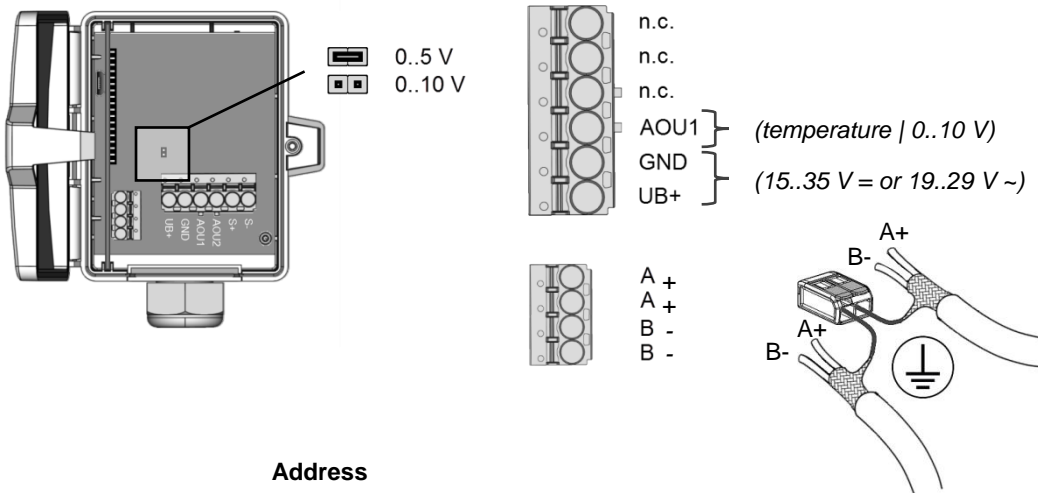 0..5 V
0..10 V
UB+
GND
AOU1
AOU2
S+
S-
n.c.
n.c.
n.c.
AOU1
(temperature | 0..10 V)
GND
UB+
(15..35 V = or 19..29 V ~)
A +
A +
B -
B -
A+
B-
A+
B-
Address